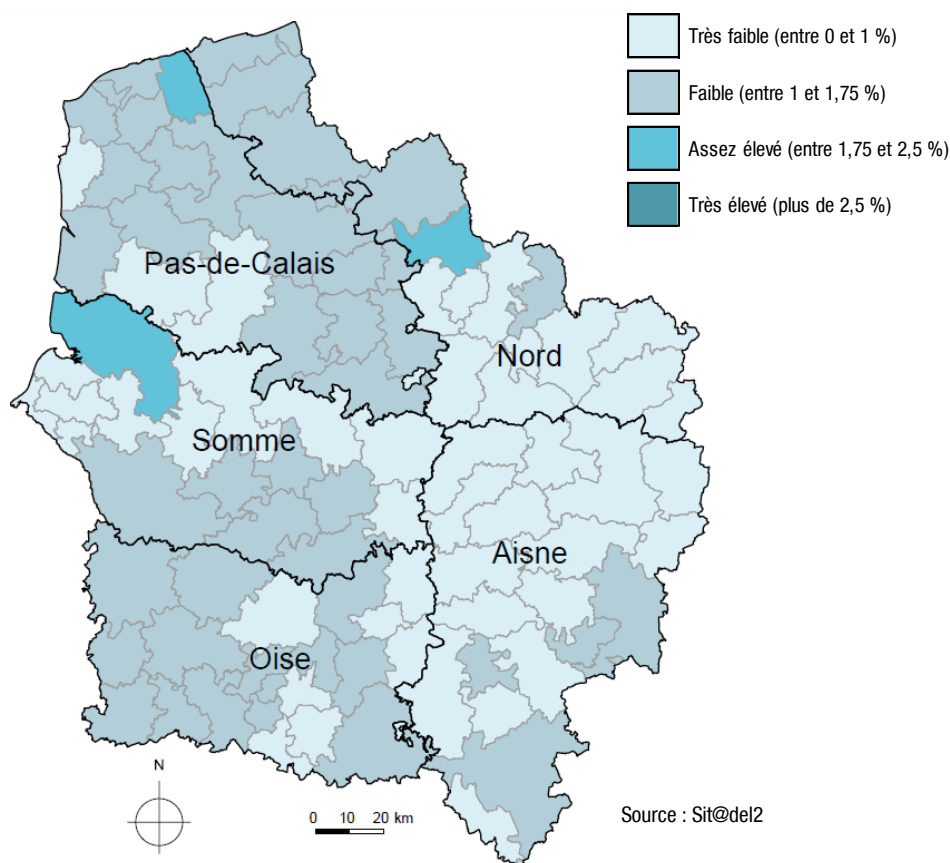 Très faible (entre 0 et 1 %)
Faible (entre 1 et 1,75 %)
Assez élevé (entre 1,75 et 2,5 %)
Très élevé (plus de 2,5 %)
Pas-de-Calais
Nord
Somme
Aisne
Oise
N
0 10 20 km
Source : Sit@del2